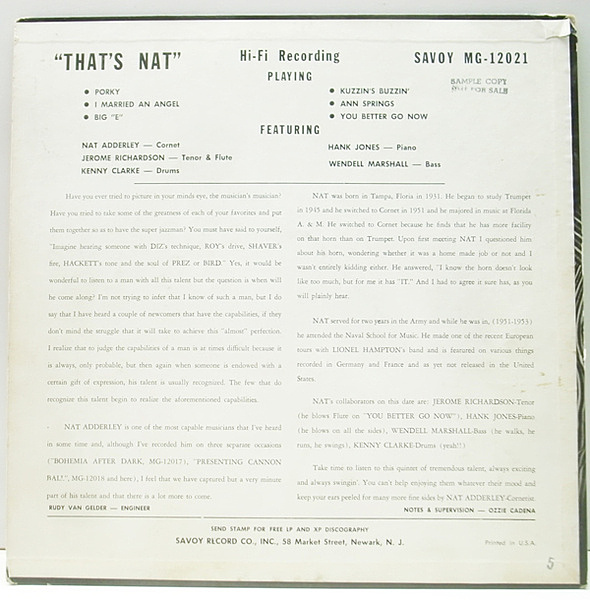 "THAT'S NAT" Hi-Fi Recording SAVOY MG-12021
PLAYING
SAMPLE COPY
NOT FOR SALE
● PORKY
● I MARRIED AN ANGEL
● BIG "E"
● KUZZIN'S BUZZIN'
● ANN SPRINGS
● YOU BETTER GO NOW
FEATURING
NAT ADDERLEY — Cornet
JEROME RICHARDSON — Tenor & Flute
KENNY CLARKE — Drums
HANK JONES — Piano
WENDELL MARSHALL — Bass
Have you ever tried to picture in your minds eye, the musician's musician?
Have you tried to take some of the greatness of each of your favorites and put
them together so as to have the super jazzman? You must have said to yourself,
"Imagine hearing someone with DIZ's technique, ROY's drive, SHAVER's
fire, HACKETT's tone and the soul of PREZ or BIRD." Yes, it would be
wonderful to listen to a man with all this talent but the question is when will
he come along? I'm not trying to infer that I know of such a man, but I do
say that I have heard a couple of newcomers that have the capabilities, if they
don't mind the struggle that it will take to achieve this "almost" perfection.
I realize that to judge the capabilities of a man is at times difficult because it
is always, only probable, but then again when someone is endowed with a
certain gift of expression, his talent is usually recognized. The few that do
recognize this talent begin to realize the aforementioned capabilities.
NAT ADDERLEY is one of the most capable musicians that I've heard
in some time and, although I've recorded him on three separate occasions
("BOHEMIA AFTER DARK, MG-12017), "PRESENTING CANNON
BALL", MG-12018 and here), I feel that we have captured but a very minute
part of his talent and that there is a lot more to come.
RUDY VAN GELDER — ENGINEER
NAT was born in Tampa, Floria in 1931. He began to study Trumpet
in 1945 and he switched to Cornet in 1951 and he majored in music at Florida
A. & M. He switched to Cornet because he finds that he has more facility
on that horn than on Trumpet. Upon first meeting NAT I questioned him
about his horn, wondering whether it was a home made job or not and I
wasn't entirely kidding either. He answered, "I know the horn doesn't look
like too much, but for me it has "IT." And I had to agree it sure has, as you
will plainly hear.
NAT served for two years in the Army and while he was in, (1951-1953)
he attended the Naval School for Music. He made one of the recent European
tours with LIONEL HAMPTON's band and is featured on various things
recorded in Germany and France and as yet not released in the United
States.
NAT's collaborators on this date are: JEROME RICHARDSON-Tenor
(he blows Flute on "YOU BETTER GO NOW"), HANK JONES-Piano
(he blows on all the sides), WENDELL MARSHALL-Bass (he walks, he
runs, he swings), KENNY CLARKE-Drums (yeah!!)
Take time to listen to this quintet of tremendous talent, always exciting
and always swingin'. You can't help enjoying them whatever their mood and
keep your ears peeled for many more fine sides by NAT ADDERLEY-Cornetist.
NOTES & SUPERVISION — OZZIE CADENA
SEND STAMP FOR FREE LP AND XP DISCOGRAPHY
SAVOY RECORD CO., INC., 58 Market Street, Newark, N. J.
Printed in U.S.A.
5